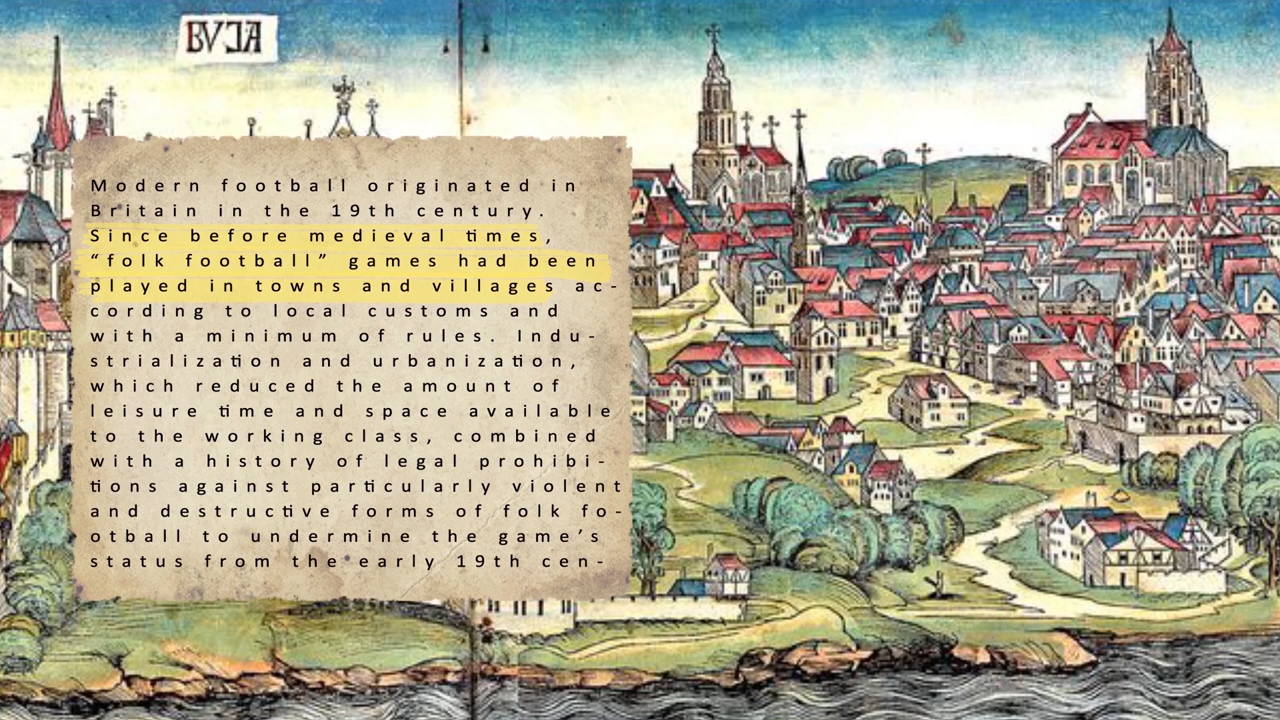 BVJA
Modern football originated in
Britain in the 19th century.
Since before medieval times,
“folk football” games had been
played in towns and villages ac-
cording to local customs and
with a minimum of rules. Indu-
strialization and urbanization,
which reduced the amount of
leisure time and space available
to the working class, combined
with a history of legal prohibi-
tions against particularly violent
and destructive forms of folk fo-
otball to undermine the game’s
status from the early 19th cen-